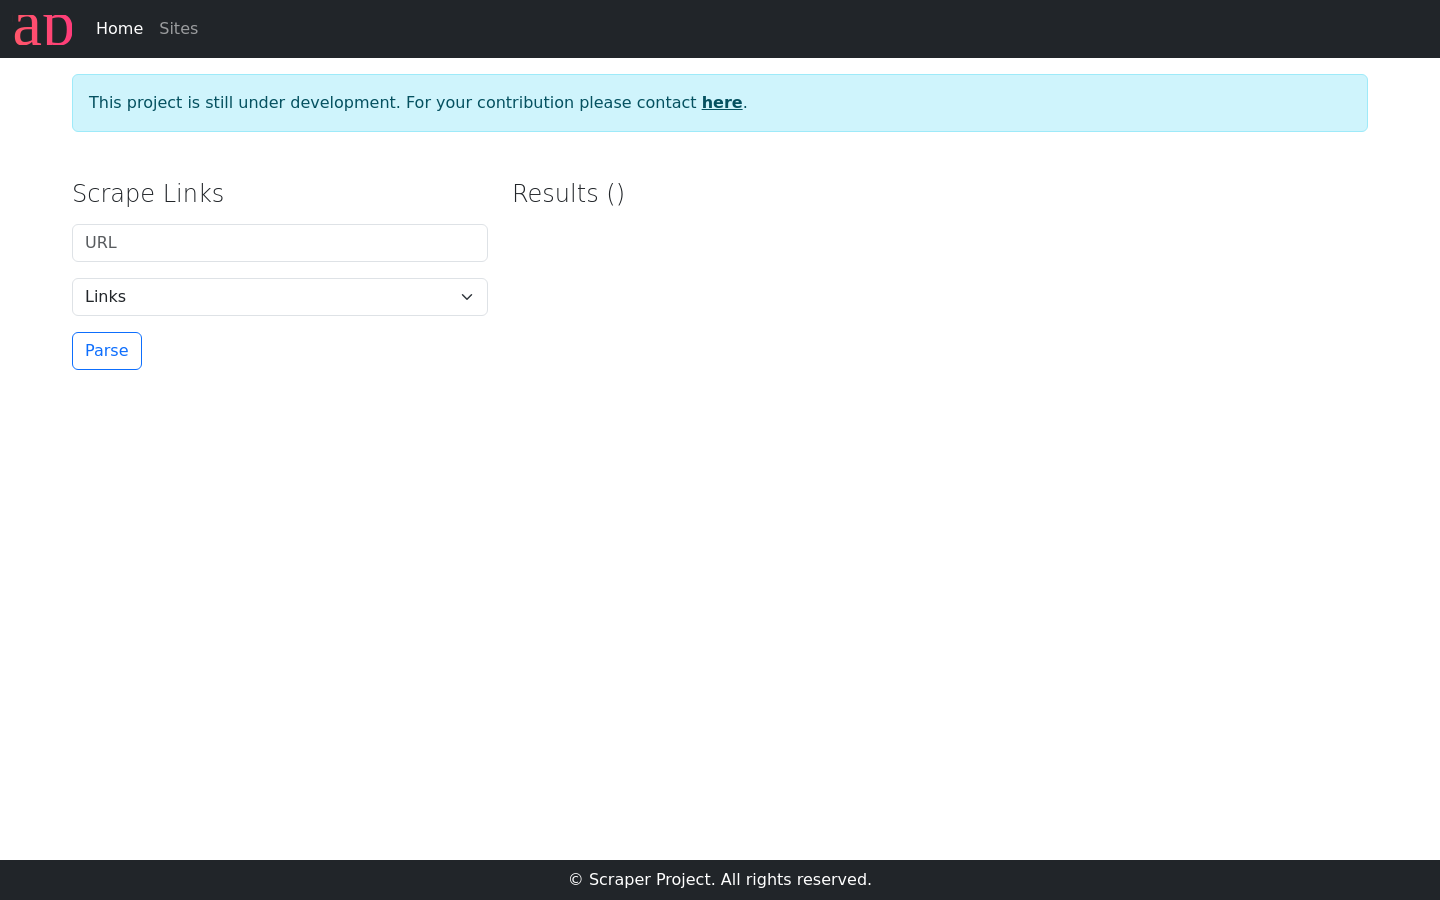 ap
Home
Sites
This project is still under development. For your contribution please contact here.
Scrape Links
Results ()
URL
Links
Parse
© Scraper Project. All rights reserved.